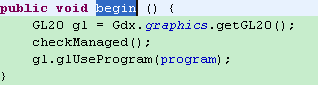 public void begin () {
GL20 gl = Gdx.graphics.getGL20();
checkManaged();
gl.glUseProgram(program);
}